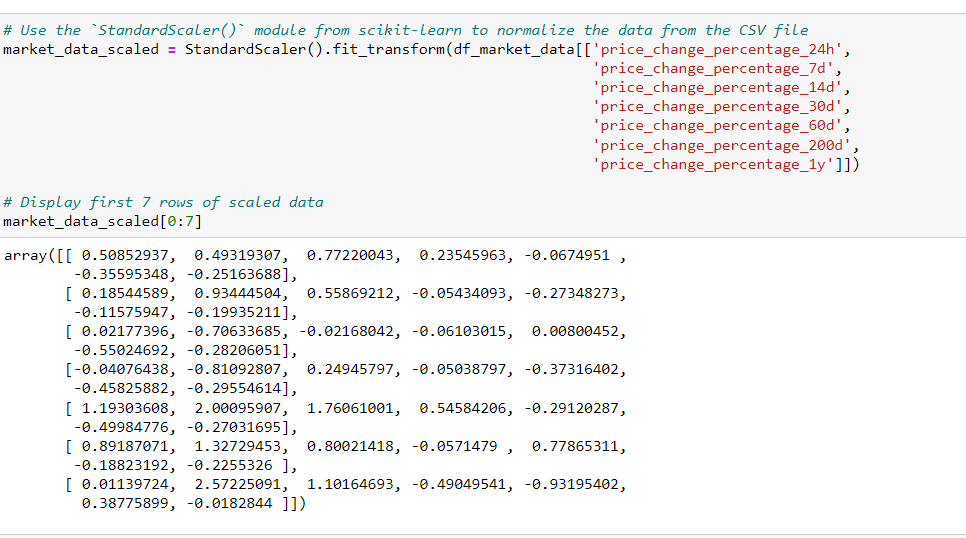 # Use the `StandardScaler()` module from scikit-learn to normalize the data from the CSV file
market_data_scaled = StandardScaler().fit_transform(df_market_data[['price_change_percentage_24h',
'price_change_percentage_7d',
'price_change_percentage_14d',
'price_change_percentage_30d',
'price_change_percentage_60d',
'price_change_percentage_200d',
'price_change_percentage_1y']])
# Display first 7 rows of scaled data
market_data_scaled[0:7]
array([[ 0.50852937,  0.49319307,  0.77220043,  0.23545963, -0.0674951 ,
-0.35595348, -0.25163688],
[ 0.18544589,  0.93444504,  0.55869212, -0.05434093, -0.27348273,
-0.11575947, -0.19935211],
[ 0.02177396, -0.70633685, -0.02168042, -0.06103015,  0.00800452,
-0.55024692, -0.28206051],
[-0.04076438, -0.81092807,  0.24945797, -0.05038797, -0.37316402,
-0.45825882, -0.29554614],
[ 1.19303608,  2.00095907,  1.76061001,  0.54584206, -0.29120287,
-0.49984776, -0.27031695],
[ 0.89187071,  1.32729453,  0.80021418, -0.0571479 ,  0.77865311,
-0.18823192, -0.2255326 ],
[ 0.01139724,  2.57225091,  1.10164693, -0.49049541, -0.93195402,
0.38775899, -0.0182844 ]])